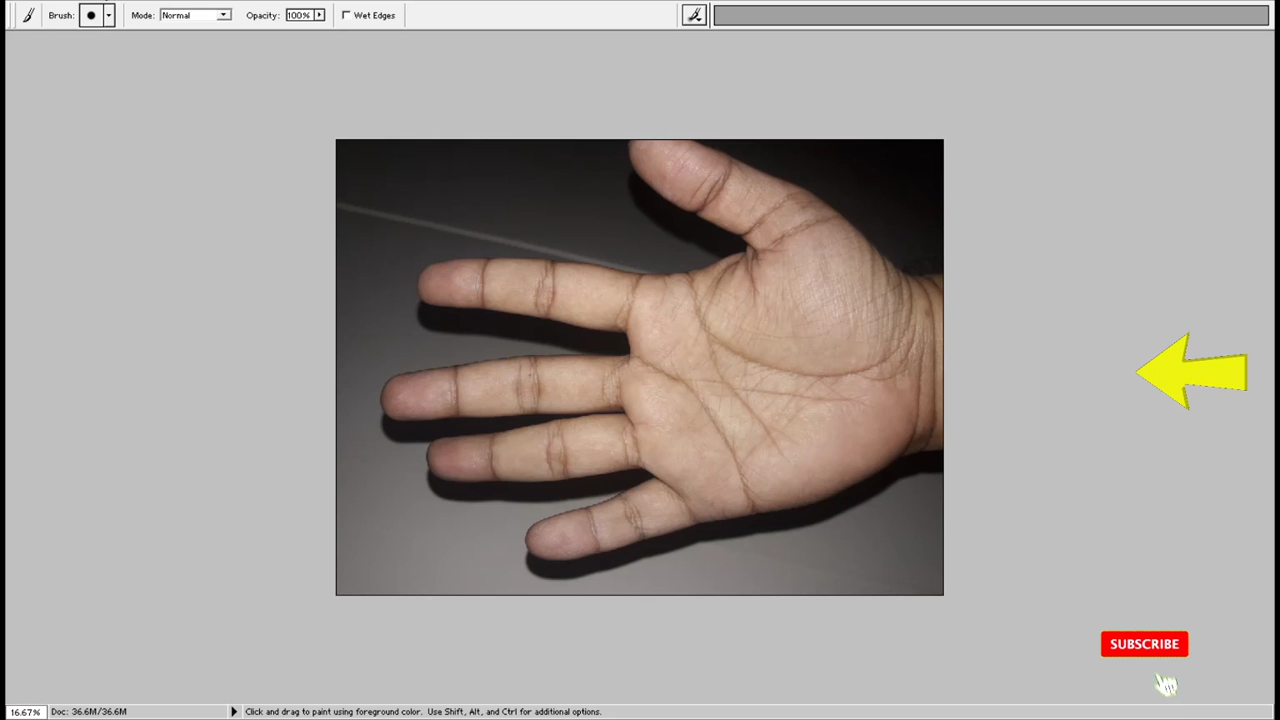 Brush: Mode: Normal Opacity: 100% Wet Edges
SUBSCRIBE
16.67% Doc: 36.6M/36.6M Click and drag to paint using foreground color. Use Shift, Alt, and Ctrl for additional options.